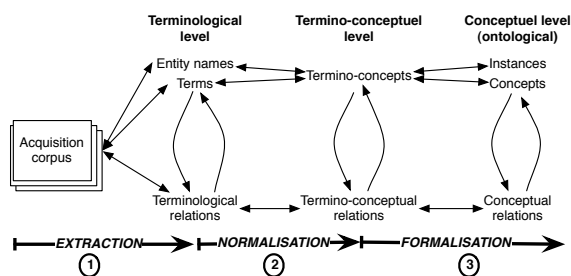 Terminological
level
Termino-conceptuel
level
Conceptuel level
(ontological)
Entity names
Terms
Termino-concepts
Instances
Concepts
Acquisition
corpus
Terminological
relations
Termino-conceptual
relations
Conceptual
relations
EXTRACTION
NORMALISATION
FORMALISATION
1
2
3